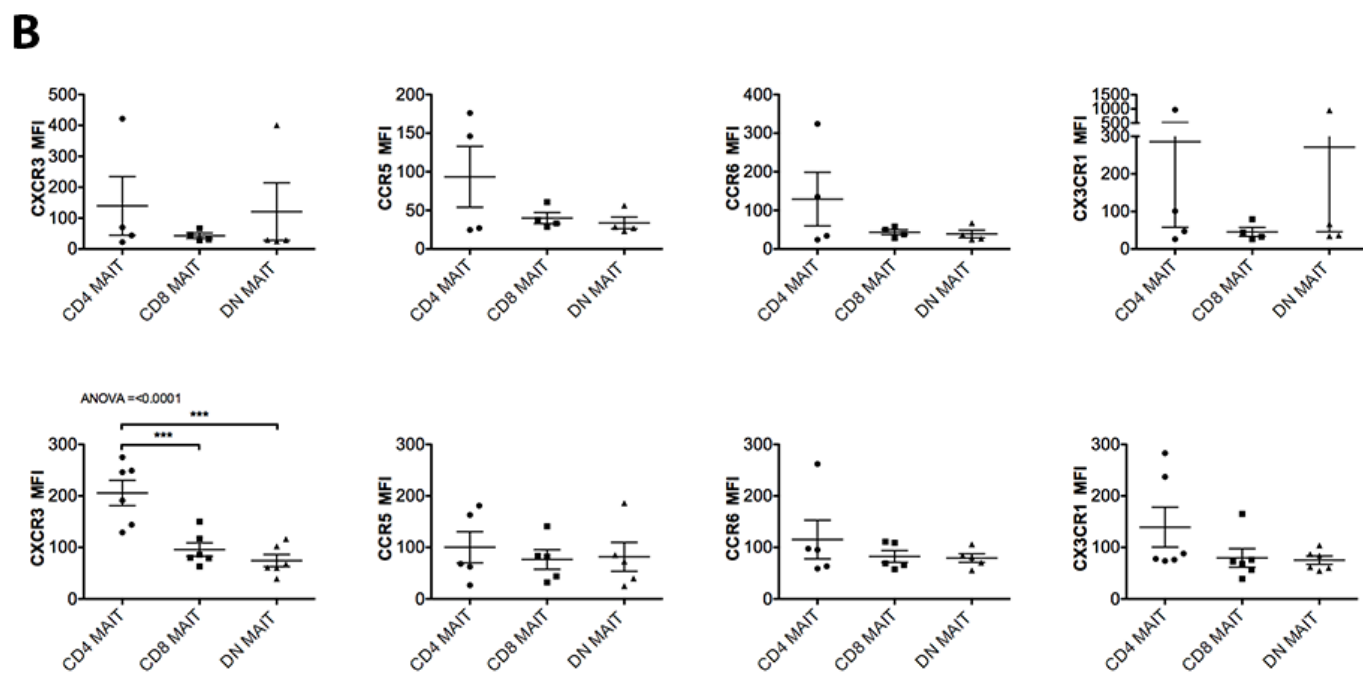 B
CXCR3 MFI
500
400
300
200
100
0
CD4 MAIT
CD8 MAIT
DN MAIT
CCR5 MFI
200
150
100
50
0
CD4 MAIT
CD8 MAIT
DN MAIT
CCR6 MFI
400
300
200
100
0
CD4 MAIT
CD8 MAIT
DN MAIT
CX3CR1 MFI
1500
1000
500
300
200
100
0
CD4 MAIT
CD8 MAIT
DN MAIT
ANOVA =<0.0001
***
***
CXCR3 MFI
300
200
100
0
CD4 MAIT
CD8 MAIT
DN MAIT
CCR5 MFI
300
200
100
0
CD4 MAIT
CD8 MAIT
DN MAIT
CCR6 MFI
300
200
100
0
CD4 MAIT
CD8 MAIT
DN MAIT
CX3CR1 MFI
300
200
100
0
CD4 MAIT
CD8 MAIT
DN MAIT